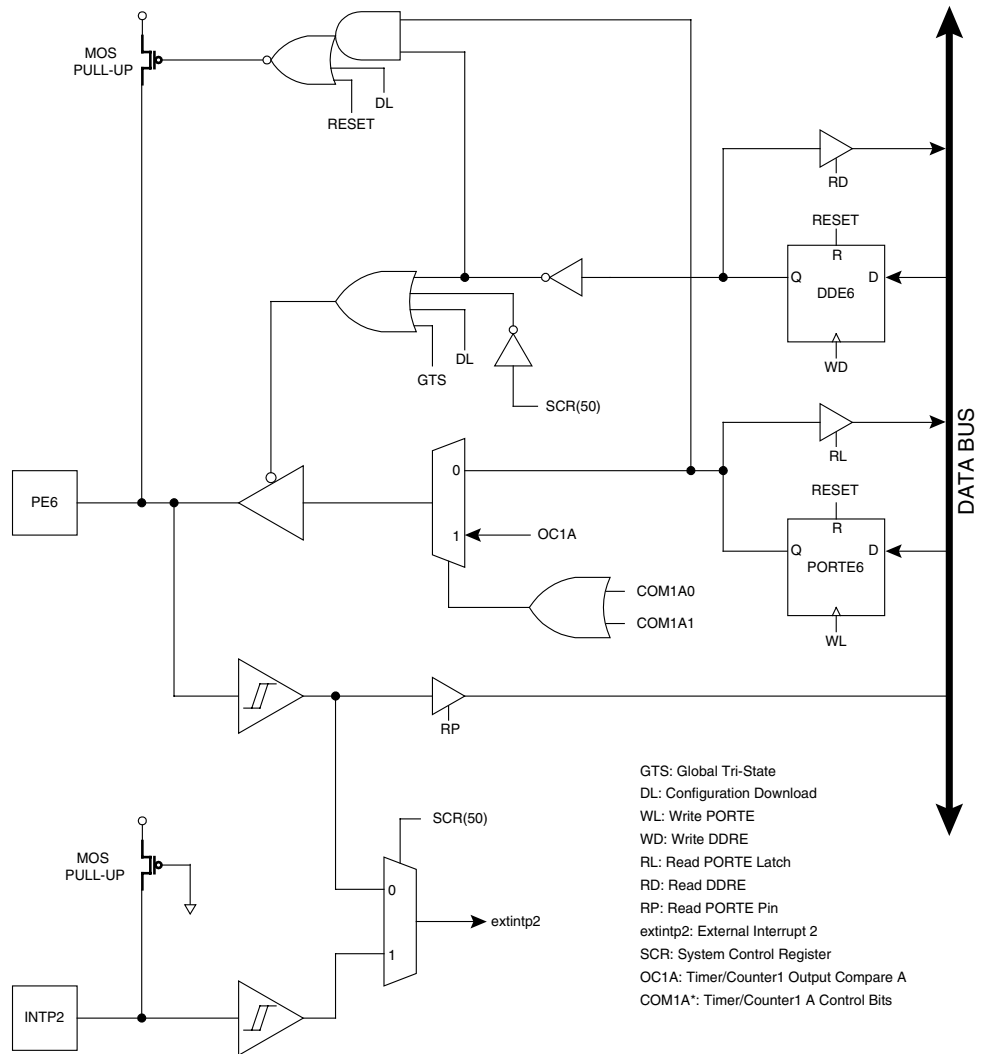 MOS
PULL-UP
DL
RESET
RD
RESET
R
Q
D
DDE6
WD
DL
GTS
SCR(50)
RL
RESET
R
Q
D
PORTE6
WL
DATA BUS
0
1
OC1A
PE6
COM1A0
COM1A1
RP
GTS: Global Tri-State
DL: Configuration Download
WL: Write PORTE
WD: Write DDRE
RL: Read PORTE Latch
RD: Read DDRE
RP: Read PORTE Pin
extintp2: External Interrupt 2
SCR: System Control Register
OC1A: Timer/Counter1 Output Compare A
COM1A*: Timer/Counter1 A Control Bits
SCR(50)
MOS
PULL-UP
0
1
extintp2
INTP2